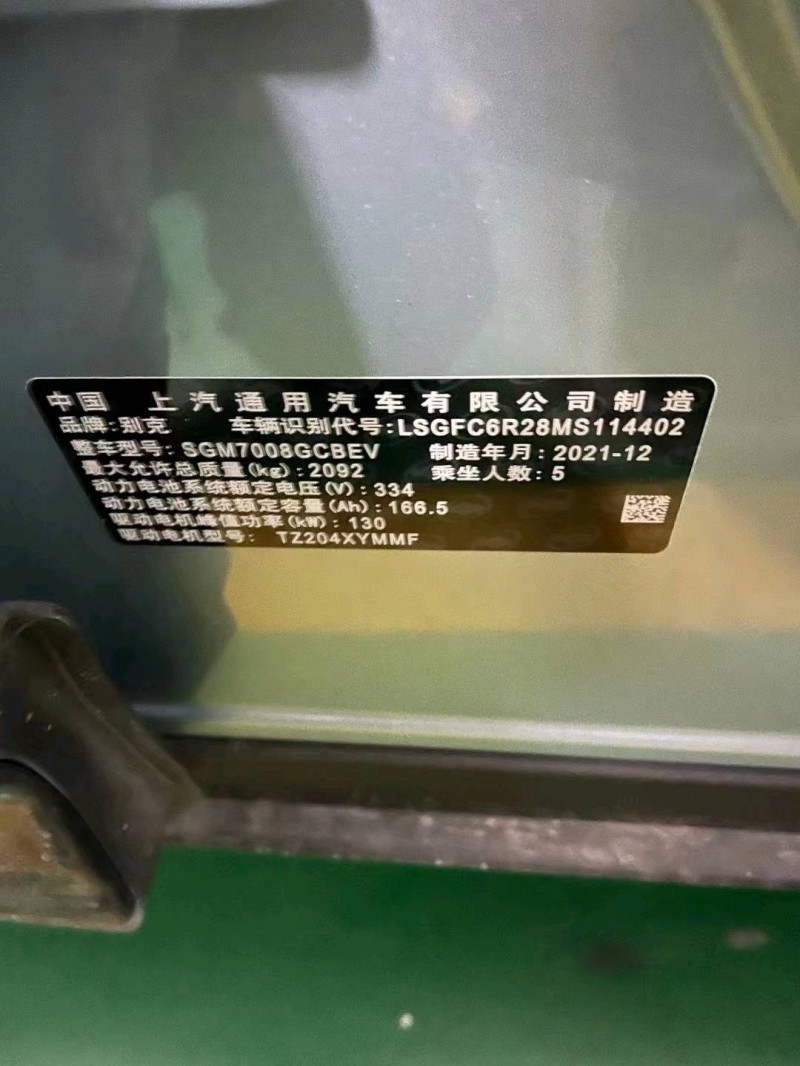 中国 上汽通用汽车有限公司制造
品牌:别克 车辆识别代号:LSGFC6R28MS114402
整车型号:SGM7008GCBEV 制造年月:2021-12
最大允许总质量(kg):2092 乘坐人数:5
动力电池系统额定电压(V):334
动力电池系统额定容量(Ah):166.5
驱动电机峰值功率(kW):130
驱动电机型号: TZ204XYMMF